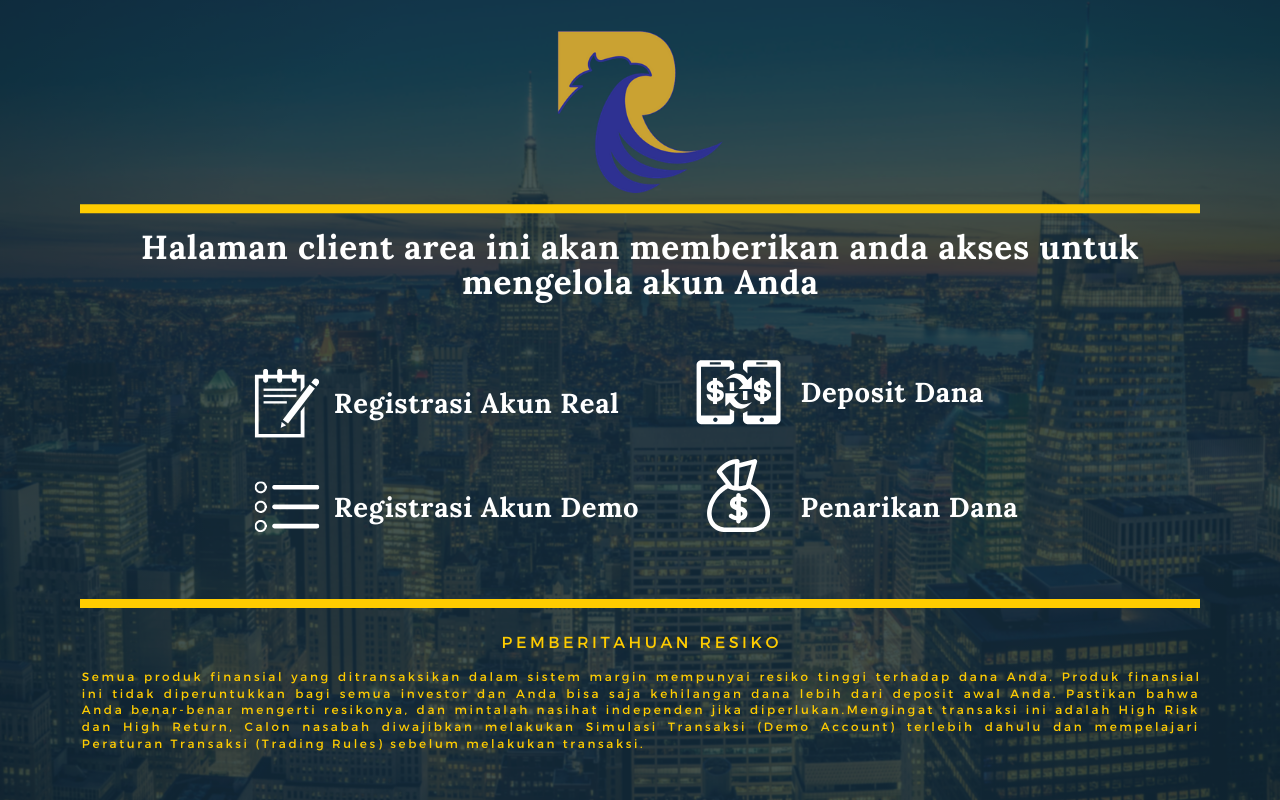 Halaman client area ini akan memberikan anda akses untuk
mengelola akun Anda
Registrasi Akun Real
Deposit Dana
Registrasi Akun Demo
Penarikan Dana
PEMBERITAHUAN RESIKO
Semua produk finansial yang ditransaksikan dalam sistem margin mempunyai resiko tinggi terhadap dana Anda. Produk finansial
ini tidak diperuntukkan bagi semua investor dan Anda bisa saja kehilangan dana lebih dari deposit awal Anda. Pastikan bahwa
Anda benar-benar mengerti resikonya, dan mintalah nasihat independen jika diperlukan.Mengingat transaksi ini adalah High Risk
dan High Return, Calon nasabah diwajibkan melakukan Simulasi Transaksi (Demo Account) terlebih dahulu dan mempelajari
Peraturan Transaksi (Trading Rules) sebelum melakukan transaksi.